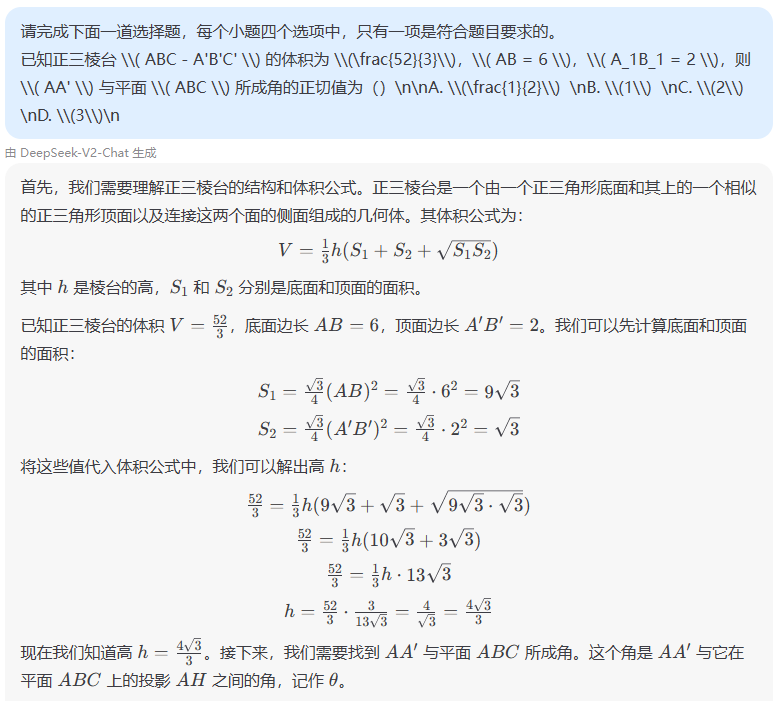 请完成下面一道选择题，每个小题四个选项中，只有一项是符合题目要求的。
已知正三棱台 \\( ABC - A'B'C' \\) 的体积为 \\(\frac{52}{3}\\)，\\( AB = 6 \\)，\\( A_1B_1 = 2 \\)，则
\\( AA' \\) 与平面 \\( ABC \\) 所成角的正切值为（）\n\nA. \\(\frac{1}{2}\\)  \nB. \\(1\\)  \nC. \\(2\\)
\nD. \\(3\\)\n
由 DeepSeek-V2-Chat 生成
首先，我们需要理解正三棱台的结构和体积公式。正三棱台是一个由一个正三角形底面和其上的一个相似
的正三角形顶面以及连接这两个面的侧面组成的几何体。其体积公式为：
V = \frac{1}{3}h(S_1 + S_2 + \sqrt{S_1S_2})
其中 h 是棱台的高，S_1 和 S_2 分别是底面和顶面的面积。
已知正三棱台的体积 V = \frac{52}{3}，底面边长 AB = 6，顶面边长 A'B' = 2。我们可以先计算底面和顶面
的面积：
S_1 = \frac{\sqrt{3}}{4}(AB)^2 = \frac{\sqrt{3}}{4} · 6^2 = 9\sqrt{3}
S_2 = \frac{\sqrt{3}}{4}(A'B')^2 = \frac{\sqrt{3}}{4} · 2^2 = \sqrt{3}
将这些值代入体积公式中，我们可以解出高 h：
\frac{52}{3} = \frac{1}{3}h(9\sqrt{3} + \sqrt{3} + \sqrt{9\sqrt{3} · \sqrt{3}})
\frac{52}{3} = \frac{1}{3}h(10\sqrt{3} + 3\sqrt{3})
\frac{52}{3} = \frac{1}{3}h · 13\sqrt{3}
h = \frac{52}{3} · \frac{3}{13\sqrt{3}} = \frac{4}{\sqrt{3}} = \frac{4\sqrt{3}}{3}
现在我们知道高 h = \frac{4\sqrt{3}}{3}。接下来，我们需要找到 AA' 与平面 ABC 所成角。这个角是 AA' 与它在
平面 ABC 上的投影 AH 之间的角，记作 θ。